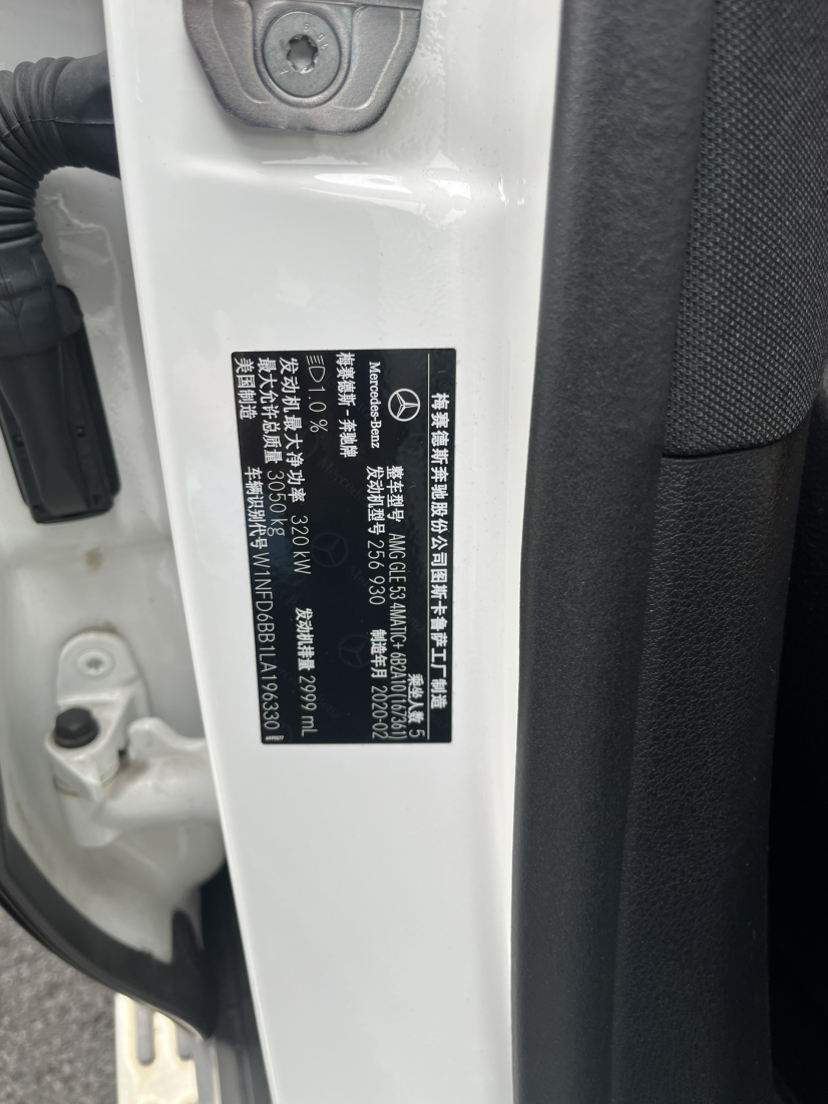 梅赛德斯奔驰股份公司图斯卡鲁萨工厂制造
乘坐人数 5
整车型号 AMG GLE 53 4MATIC+ 6B2A10(167361)
Mercedes-Benz
发动机型号 256 930 制造年月 2020-02
梅赛德斯-奔驰牌
1.0 %
发动机最大净功率 320 kW 发动机排量 2999 mL
最大允许总质量 3050 kg
美国制造 车辆识别代号 W1NFD6BB1LA196330